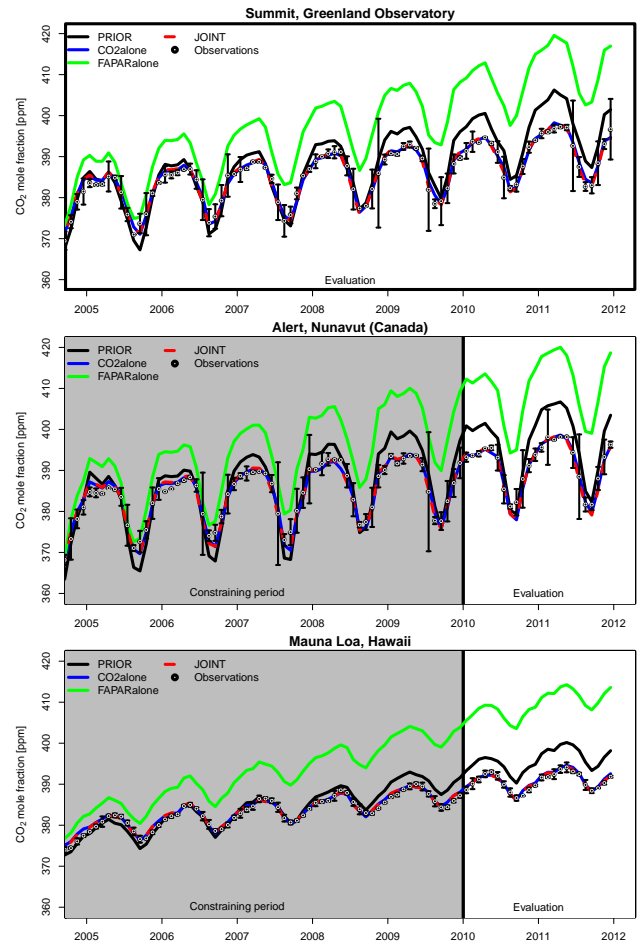 Summit, Greenland Observatory
CO2 mole fraction [ppm]
420
410
400
390
380
370
360
PRIOR
CO2alone
FAPARalone
JOINT
Observations
Evaluation
2005 2006 2007 2008 2009 2010 2011 2012
Alert, Nunavut (Canada)
CO2 mole fraction [ppm]
420
410
400
390
380
370
360
PRIOR
CO2alone
FAPARalone
JOINT
Observations
Constraining period
Evaluation
2005 2006 2007 2008 2009 2010 2011 2012
Mauna Loa, Hawaii
CO2 mole fraction [ppm]
420
410
400
390
380
370
360
PRIOR
CO2alone
FAPARalone
JOINT
Observations
Constraining period
Evaluation
2005 2006 2007 2008 2009 2010 2011 2012